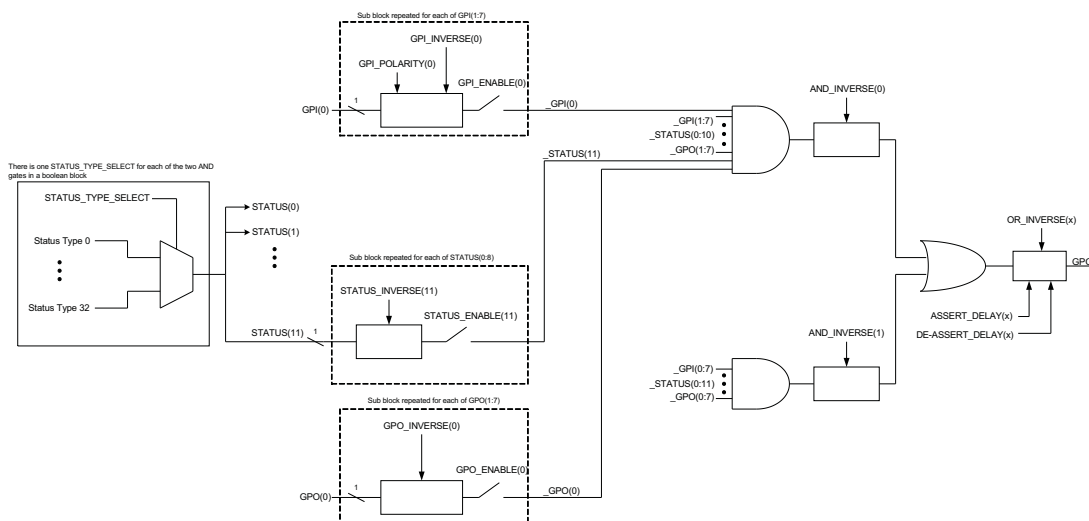 Sub block repeated for each of GPI(1:7)
GPI_INVERSE(0)
GPI_POLARITY(0)
GPI_ENABLE(0)
GPI(0)
1
_GPI(0)
_GPI(1:7)
_STATUS(0:10)
_GPO(1:7)
AND_INVERSE(0)
There is one STATUS_TYPE_SELECT for each of the two AND
gates in a boolean block
STATUS_TYPE_SELECT
Status Type 0
Status Type 32
STATUS(0)
STATUS(1)
_STATUS(11)
Sub block repeated for each of STATUS(0:8)
STATUS_INVERSE(11)
STATUS_ENABLE(11)
STATUS(11)
1
OR_INVERSE(x)
GPO
ASSERT_DELAY(x)
DE-ASSERT_DELAY(x)
AND_INVERSE(1)
_GPI(0:7)
_STATUS(0:11)
_GPO(0:7)
Sub block repeated for each of GPO(1:7)
GPO_INVERSE(0)
GPO_ENABLE(0)
GPO(0)
1
_GPO(0)